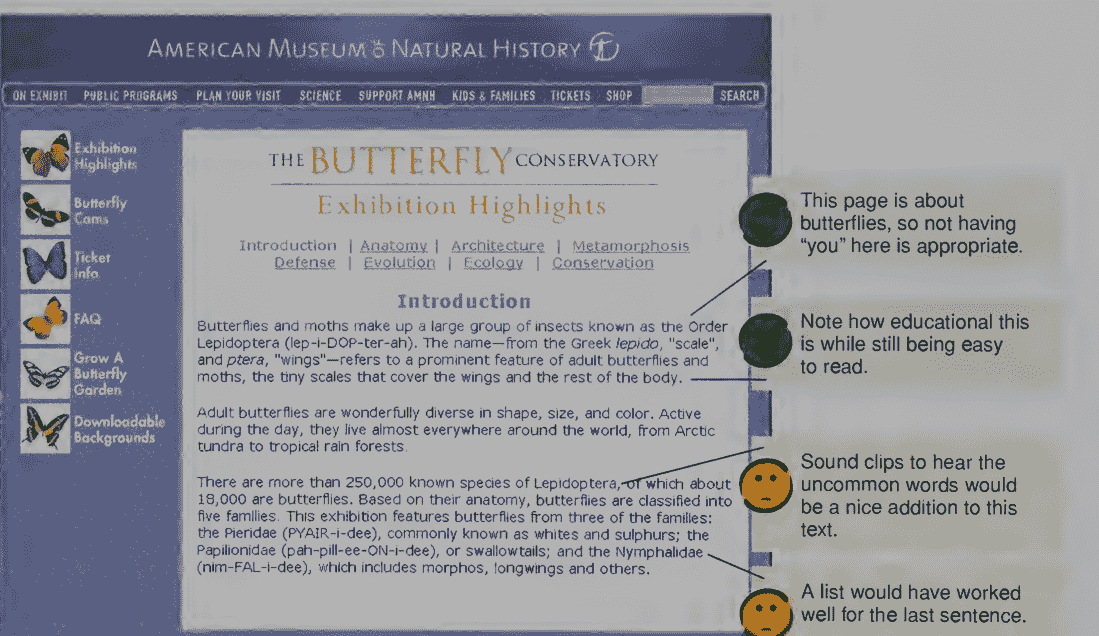 AMERICAN MUSEUM OF NATURAL HISTORY
ON EXHIBIT PUBLIC PROGRAMS PLAN YOUR VISIT SCIENCE SUPPORT AMNH KIDS & FAMILIES TICKETS SHOP SEARCH
Exhibition
Highlights
Butterfly
Cams
Ticket
Info
FAQ
Grow A
Butterfly
Garden
Downloadable
Backgrounds
THE BUTTERFLY CONSERVATORY
Exhibition Highlights
Introduction | Anatomy | Architecture | Metamorphosis
Defense | Evolution | Ecology | Conservation
Introduction
Butterflies and moths make up a large group of insects known as the Order
Lepidoptera (lep-i-DOP-ter-ah). The name—from the Greek lepido, "scale",
and ptera, "wings"—refers to a prominent feature of adult butterflies and
moths, the tiny scales that cover the wings and the rest of the body.
Adult butterflies are wonderfully diverse in shape, size, and color. Active
during the day, they live almost everywhere around the world, from Arctic
tundra to tropical rain forests.
There are more than 250,000 known species of Lepidoptera, of which about
18,000 are butterflies. Based on their anatomy, butterflies are classified into
five families. This exhibition features butterflies from three of the families:
the Pieridae (PYAIR-i-dee), commonly known as whites and sulphurs; the
Papilionidae (pah-pill-ee-ON-i-dee), or swallowtails; and the Nymphalidae
(nim-FAL-i-dee), which includes morphos, longwings and others.
This page is about
butterflies, so not having
“you” here is appropriate.
Note how educational this
is while still being easy
to read.
Sound clips to hear the
uncommon words would
be a nice addition to this
text.
A list would have worked
well for the last sentence.